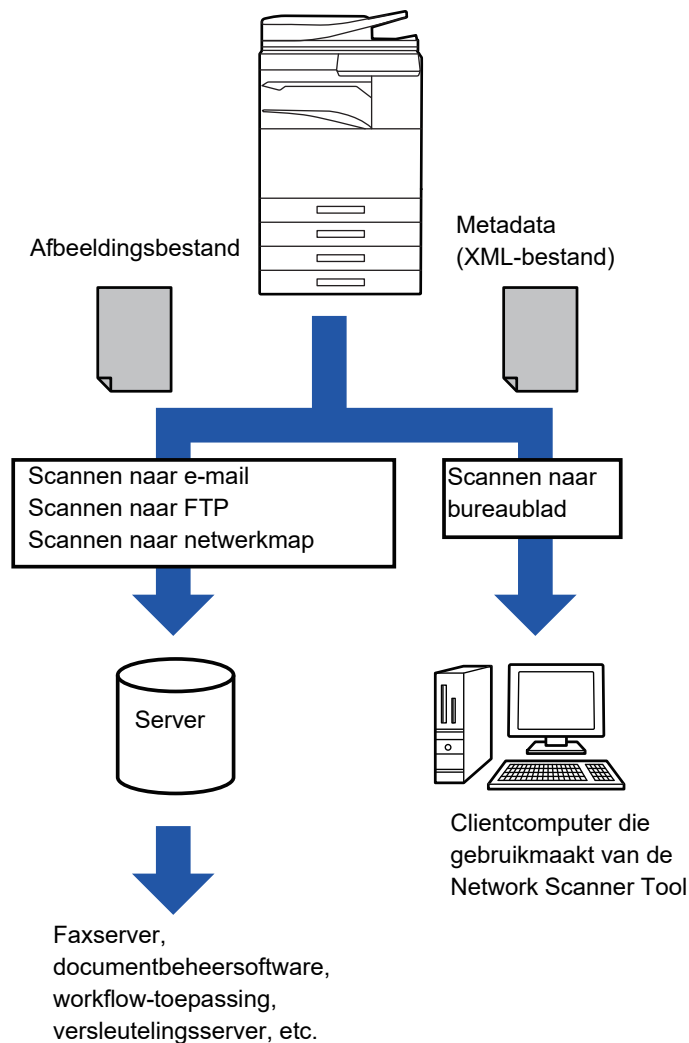 Afbeeldingsbestand
Metadata
(XML-bestand)
Scannen naar e-mail
Scannen naar FTP
Scannen naar netwerkmap
Scannen naar
bureaublad
Server
Clientcomputer die
gebruikmaakt van de
Network Scanner Tool
Faxserver,
documentbeheersoftware,
workflow-toepassing,
versleutelingsserver, etc.